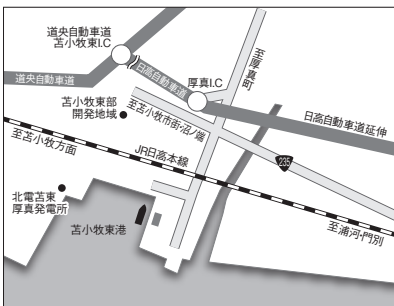 道央自動車道
苫小牧東I.C
道央自動車道
日高自動車道
厚真I.C
至厚真町
苫小牧東部
開発地域
至苫小牧市街・沼ノ端
日高自動車道延伸
至苫小牧方面
JR日高本線
235
北電苫東
厚真発電所
苫小牧東港
至浦河・門別